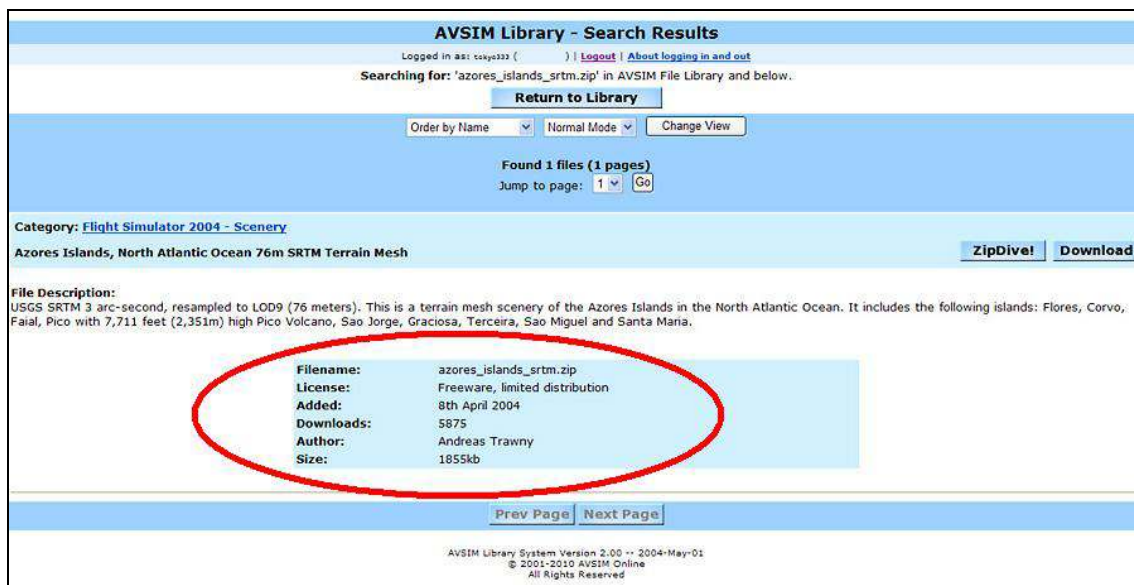 AVSIM Library - Search Results
Logged in as: tokyo333 ( ) | Logout | About logging in and out
Searching for: 'azores_islands_srtm.zip' in AVSIM File Library and below.
Return to Library
Order by Name Normal Mode Change View
Found 1 files (1 pages)
Jump to page: 1 Go
Category: Flight Simulator 2004 - Scenery
Azores Islands, North Atlantic Ocean 76m SRTM Terrain Mesh ZipDive! Download
File Description:
USGS SRTM 3 arc-second, resampled to LOD9 (76 meters). This is a terrain mesh scenery of the Azores Islands in the North Atlantic Ocean. It includes the following islands: Flores, Corvo,
Faial, Pico with 7,711 feet (2,351m) high Pico Volcano, Sao Jorge, Graciosa, Terceira, Sao Miguel and Santa Maria.
Filename: azores_islands_srtm.zip
License: Freeware, limited distribution
Added: 8th April 2004
Downloads: 5875
Author: Andreas Trawny
Size: 1855kb
Prev Page Next Page
AVSIM Library System Version 2.00 -- 2004-May-01
© 2001-2010 AVSIM Online
All Rights Reserved